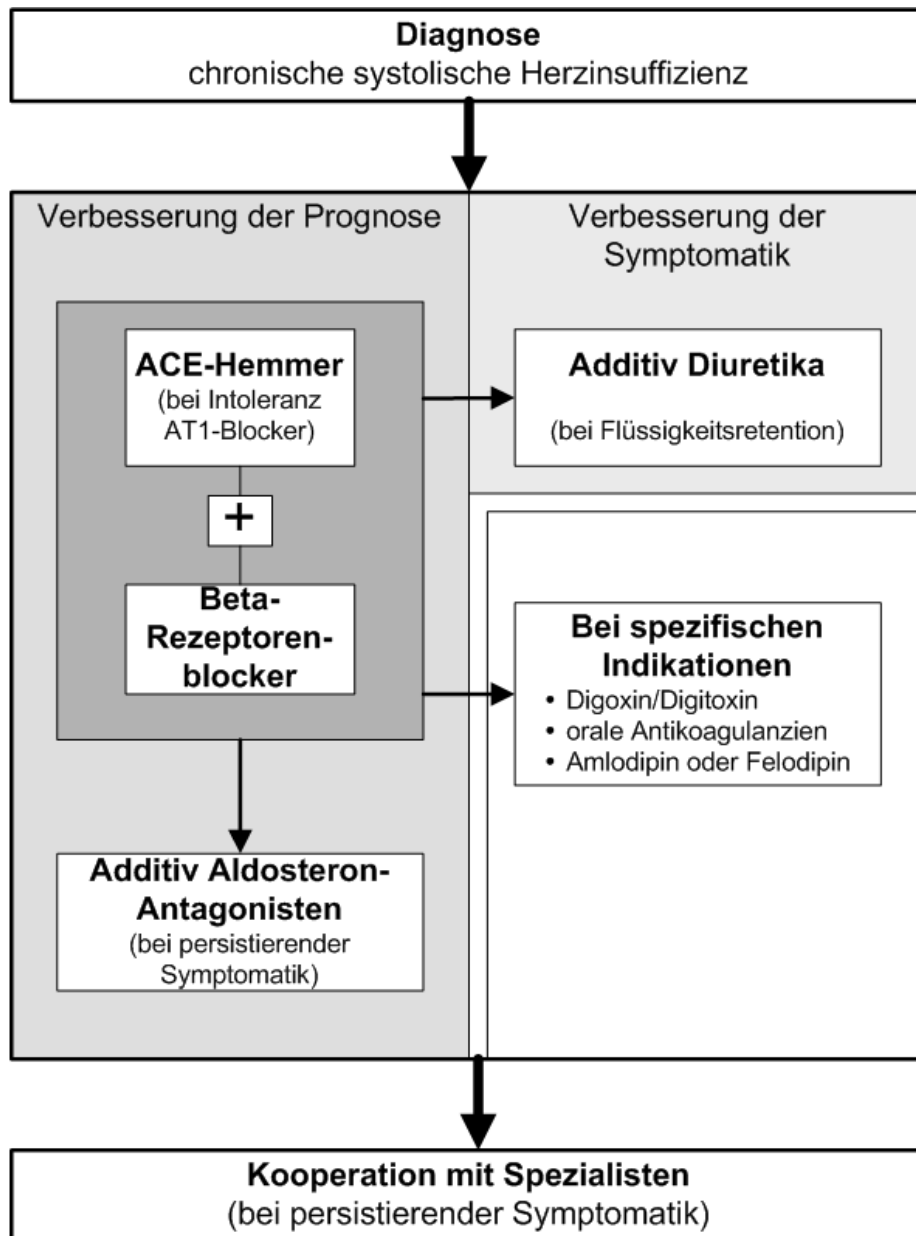 Diagnose
chronische systolische Herzinsuffizienz
Verbesserung der Prognose
ACE-Hemmer
(bei Intoleranz
AT1-Blocker)
+
Beta-
Rezeptoren-
blocker
Additiv Aldosteron-
Antagonisten
(bei persistierender
Symptomatik)
Verbesserung der
Symptomatik
Additiv Diuretika
(bei Flüssigkeitsretention)
Bei spezifischen
Indikationen
• Digoxin/Digitoxin
• orale Antikoagulanzien
• Amlodipin oder Felodipin
Kooperation mit Spezialisten
(bei persistierender Symptomatik)